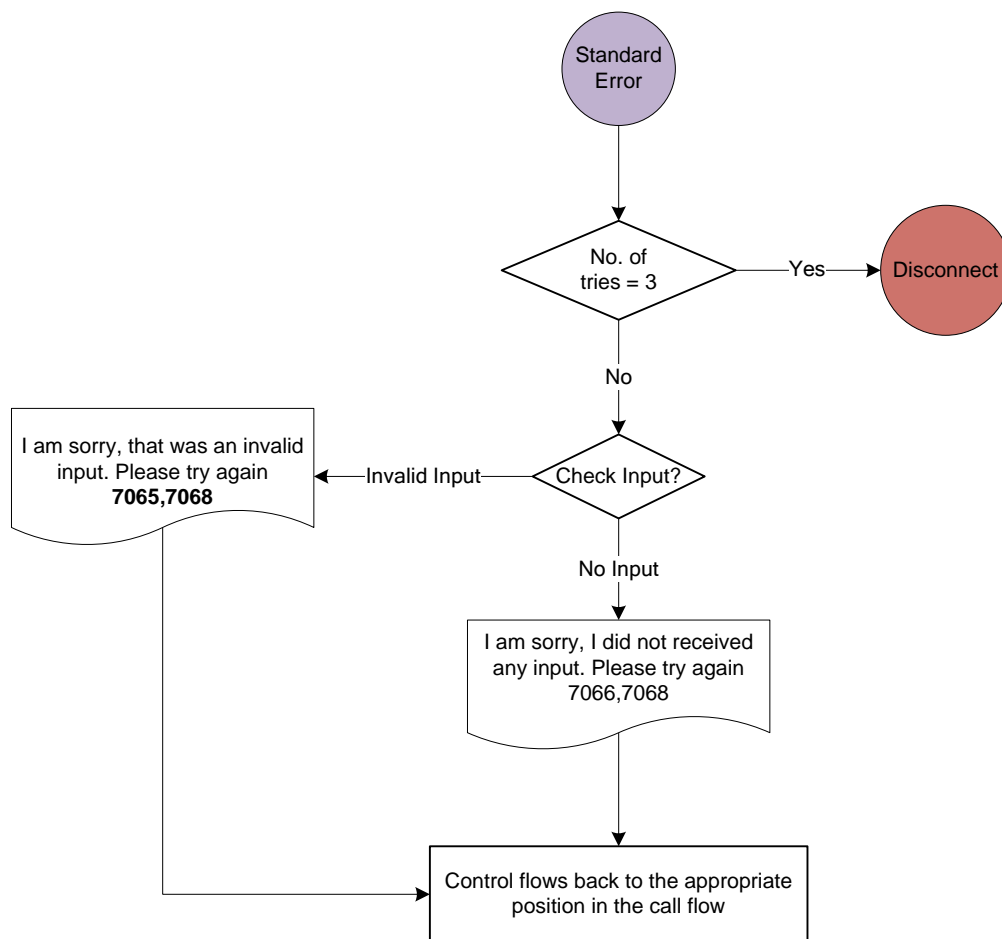 Standard
Error
No. of
tries = 3
Yes
Disconnect
No
I am sorry, that was an invalid
input. Please try again
7065,7068
Invalid Input
Check Input?
No Input
I am sorry, I did not received
any input. Please try again
7066,7068
Control flows back to the appropriate
position in the call flow